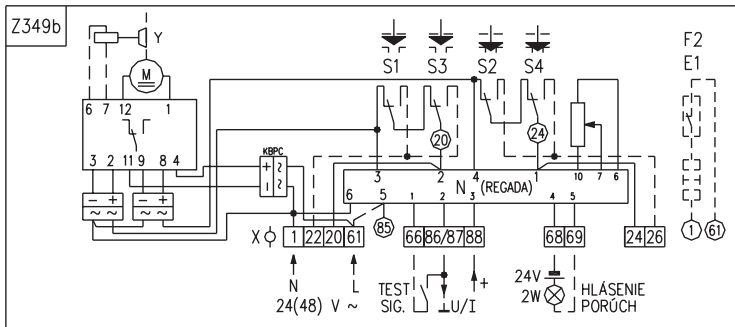 Z349b
Y
M
6 7 12 1
3 2 11 9 8 4
- ~ +
- ~ +
KBPC
+ ~
- ~
S1 S3 S2 S4
20
24
3 2 4 1 10 7 6
N (REGADA)
6 5 1 2 3 4 5
85
X
1 22 20 61 66 86/87 88 68 69 24 26
N
24(48) V ~
L
TEST
SIG.
U/I
+
24V
2W
HLÁSENIE
PORÚCH
F2
E1
1 61